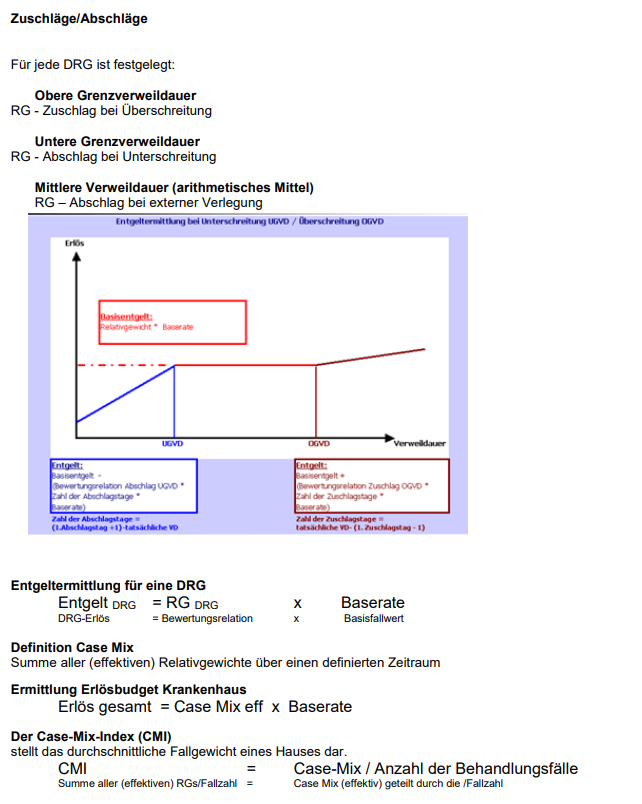 Zuschläge/Abschläge
Für jede DRG ist festgelegt:
Obere Grenzverweildauer
RG - Zuschlag bei Überschreitung
Untere Grenzverweildauer
RG - Abschlag bei Unterschreitung
Mittlere Verweildauer (arithmetisches Mittel)
RG – Abschlag bei externer Verlegung
Entgeltermittlung bei Unterschreitung UGVD / Überschreitung OGVD
Erlös
Basisentgelt:
Relativgewicht * Baserate
UGVD
OGVD
Verweildauer
Entgelt:
Basisentgelt -
(Bewertungsrelation Abschlag UGVD *
Zahl der Abschlagstage *
Baserate)
Zahl der Abschlagstage =
(1.Abschlagstag +1)-tatsächliche VD
Entgelt:
Basisentgelt +
(Bewertungsrelation Zuschlag OGVD *
Zahl der Zuschlagstage *
Baserate)
Zahl der Zuschlagstage =
tatsächliche VD- (1. Zuschlagstag - 1)
Entgeltermittlung für eine DRG
Entgelt DRG = RG DRG x Baserate
DRG-Erlös = Bewertungsrelation x Basisfallwert
Definition Case Mix
Summe aller (effektiven) Relativgewichte über einen definierten Zeitraum
Ermittlung Erlösbudget Krankenhaus
Erlös gesamt = Case Mix eff x Baserate
Der Case-Mix-Index (CMI)
stellt das durchschnittliche Fallgewicht eines Hauses dar.
CMI = Case-Mix / Anzahl der Behandlungsfälle
Summe aller (effektiven) RGs/Fallzahl = Case Mix (effektiv) geteilt durch die /Fallzahl